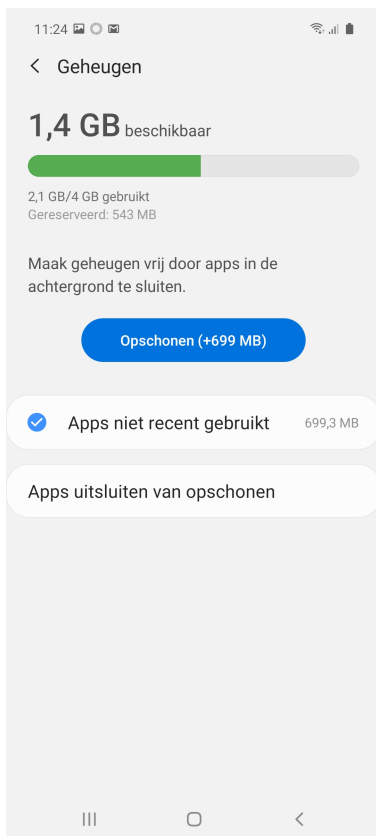 11:24
Geheugen
1,4 GB beschikbaar
2,1 GB/4 GB gebruikt
Gereserveerd: 543 MB
Maak geheugen vrij door apps in de
achtergrond te sluiten.
Opschonen (+699 MB)
Apps niet recent gebruikt 699,3 MB
Apps uitsluiten van opschonen